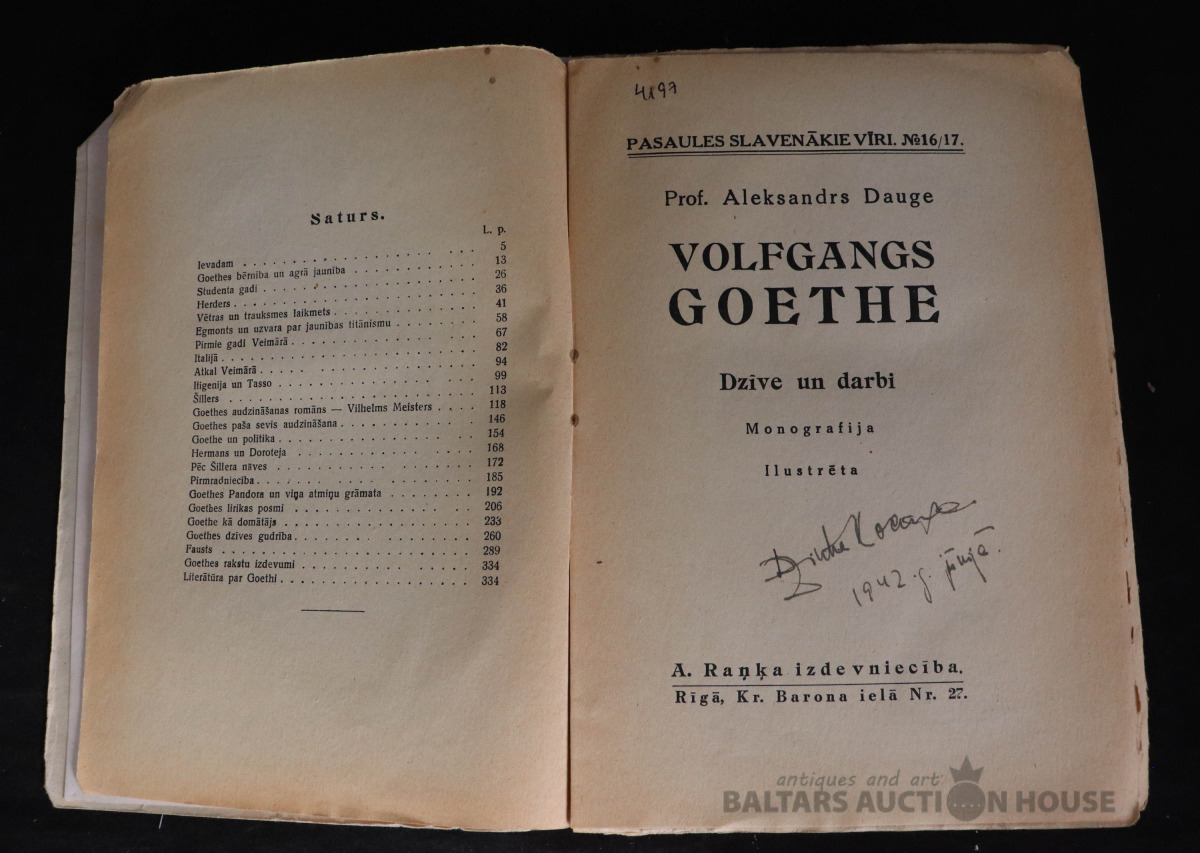 Saturs.
L. p.
Ievadam . . . . . . . . . . . . . . . . . 5
Goethes bērnība un agrā jaunība . . . . . . . . . 13
Studenta gadi . . . . . . . . . . . . . . . . 26
Herders . . . . . . . . . . . . . . . . . . 36
Vētras un trauksmes laikmets . . . . . . . . . . 41
Egmonts un uzvara par jaunības titānismu . . . . . . 58
Pirmie gadi Veimārā . . . . . . . . . . . . . 67
Italijā . . . . . . . . . . . . . . . . . . 82
Atkal Veimārā . . . . . . . . . . . . . . . . 94
Ifigenija un Tasso . . . . . . . . . . . . . . 99
Šillers . . . . . . . . . . . . . . . . . . 113
Goethes audzināšanas romāns — Vilhelms Meisters . . . . 118
Goethes paša sevis audzināšana . . . . . . . . . 146
Goethe un politika . . . . . . . . . . . . . . 154
Hermans un Doroteja . . . . . . . . . . . . . 168
Pēc Šillera nāves . . . . . . . . . . . . . . 172
Pirmradniecība . . . . . . . . . . . . . . . 185
Goethes Pandora un viņa atmiņu grāmata . . . . . . 192
Goethes lirikas posmi . . . . . . . . . . . . . 206
Goethe kā domātājs . . . . . . . . . . . . . 233
Goethes dzīves gudrība . . . . . . . . . . . . 260
Fausts . . . . . . . . . . . . . . . . . . 289
Goethes rakstu izdevumi . . . . . . . . . . . . 334
Literātūra par Goethi . . . . . . . . . . . . . 334
4197
PASAULES SLAVENĀKIE VĪRI. №16/17.
Prof. Aleksandrs Dauge
VOLFGANGS
GOETHE
Dzīve un darbi
Monografija
Ilustrēta
1942. g. jūnijā.
A. Raņķa izdevniecība.
Rīgā, Kr. Barona ielā Nr. 27.
antiques and art
BALTARS AUCTION HOUSE